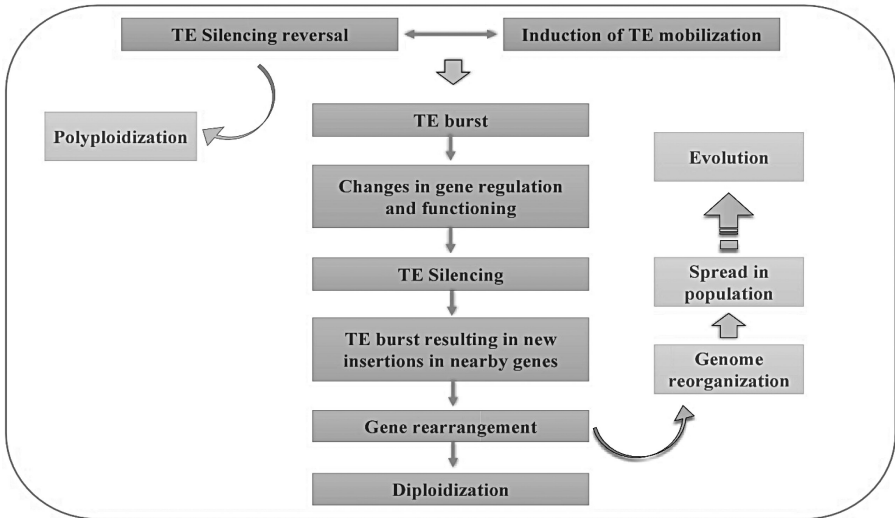 TE Silencing reversal
Induction of TE mobilization
Polyploidization
TE burst
Changes in gene regulation
and functioning
TE Silencing
TE burst resulting in new
insertions in nearby genes
Gene rearrangement
Diploidization
Evolution
Spread in
population
Genome
reorganization